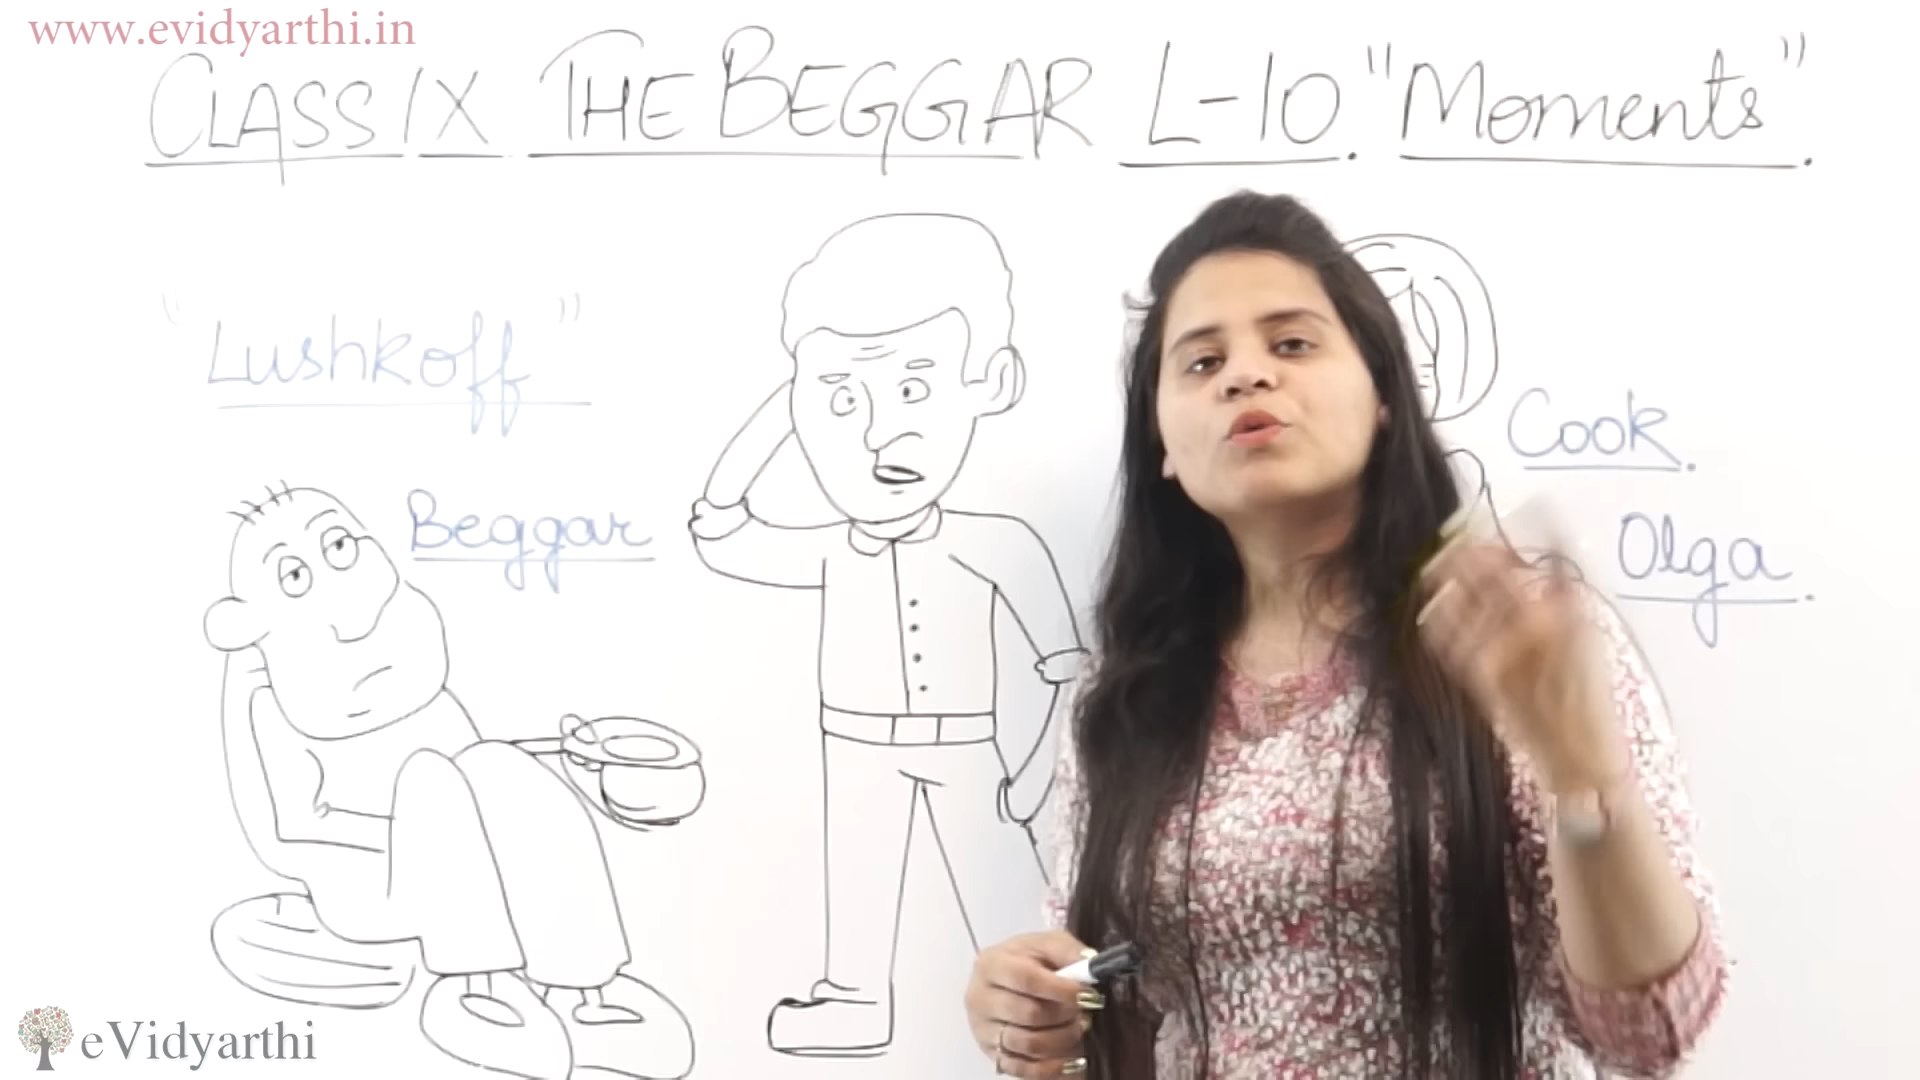 www.evidyarthi.in
CLASS IX THE BEGGAR L-10. "Moments".
"Lushkoff"
Beggar
Cook.
Olga.
eVidyarthi